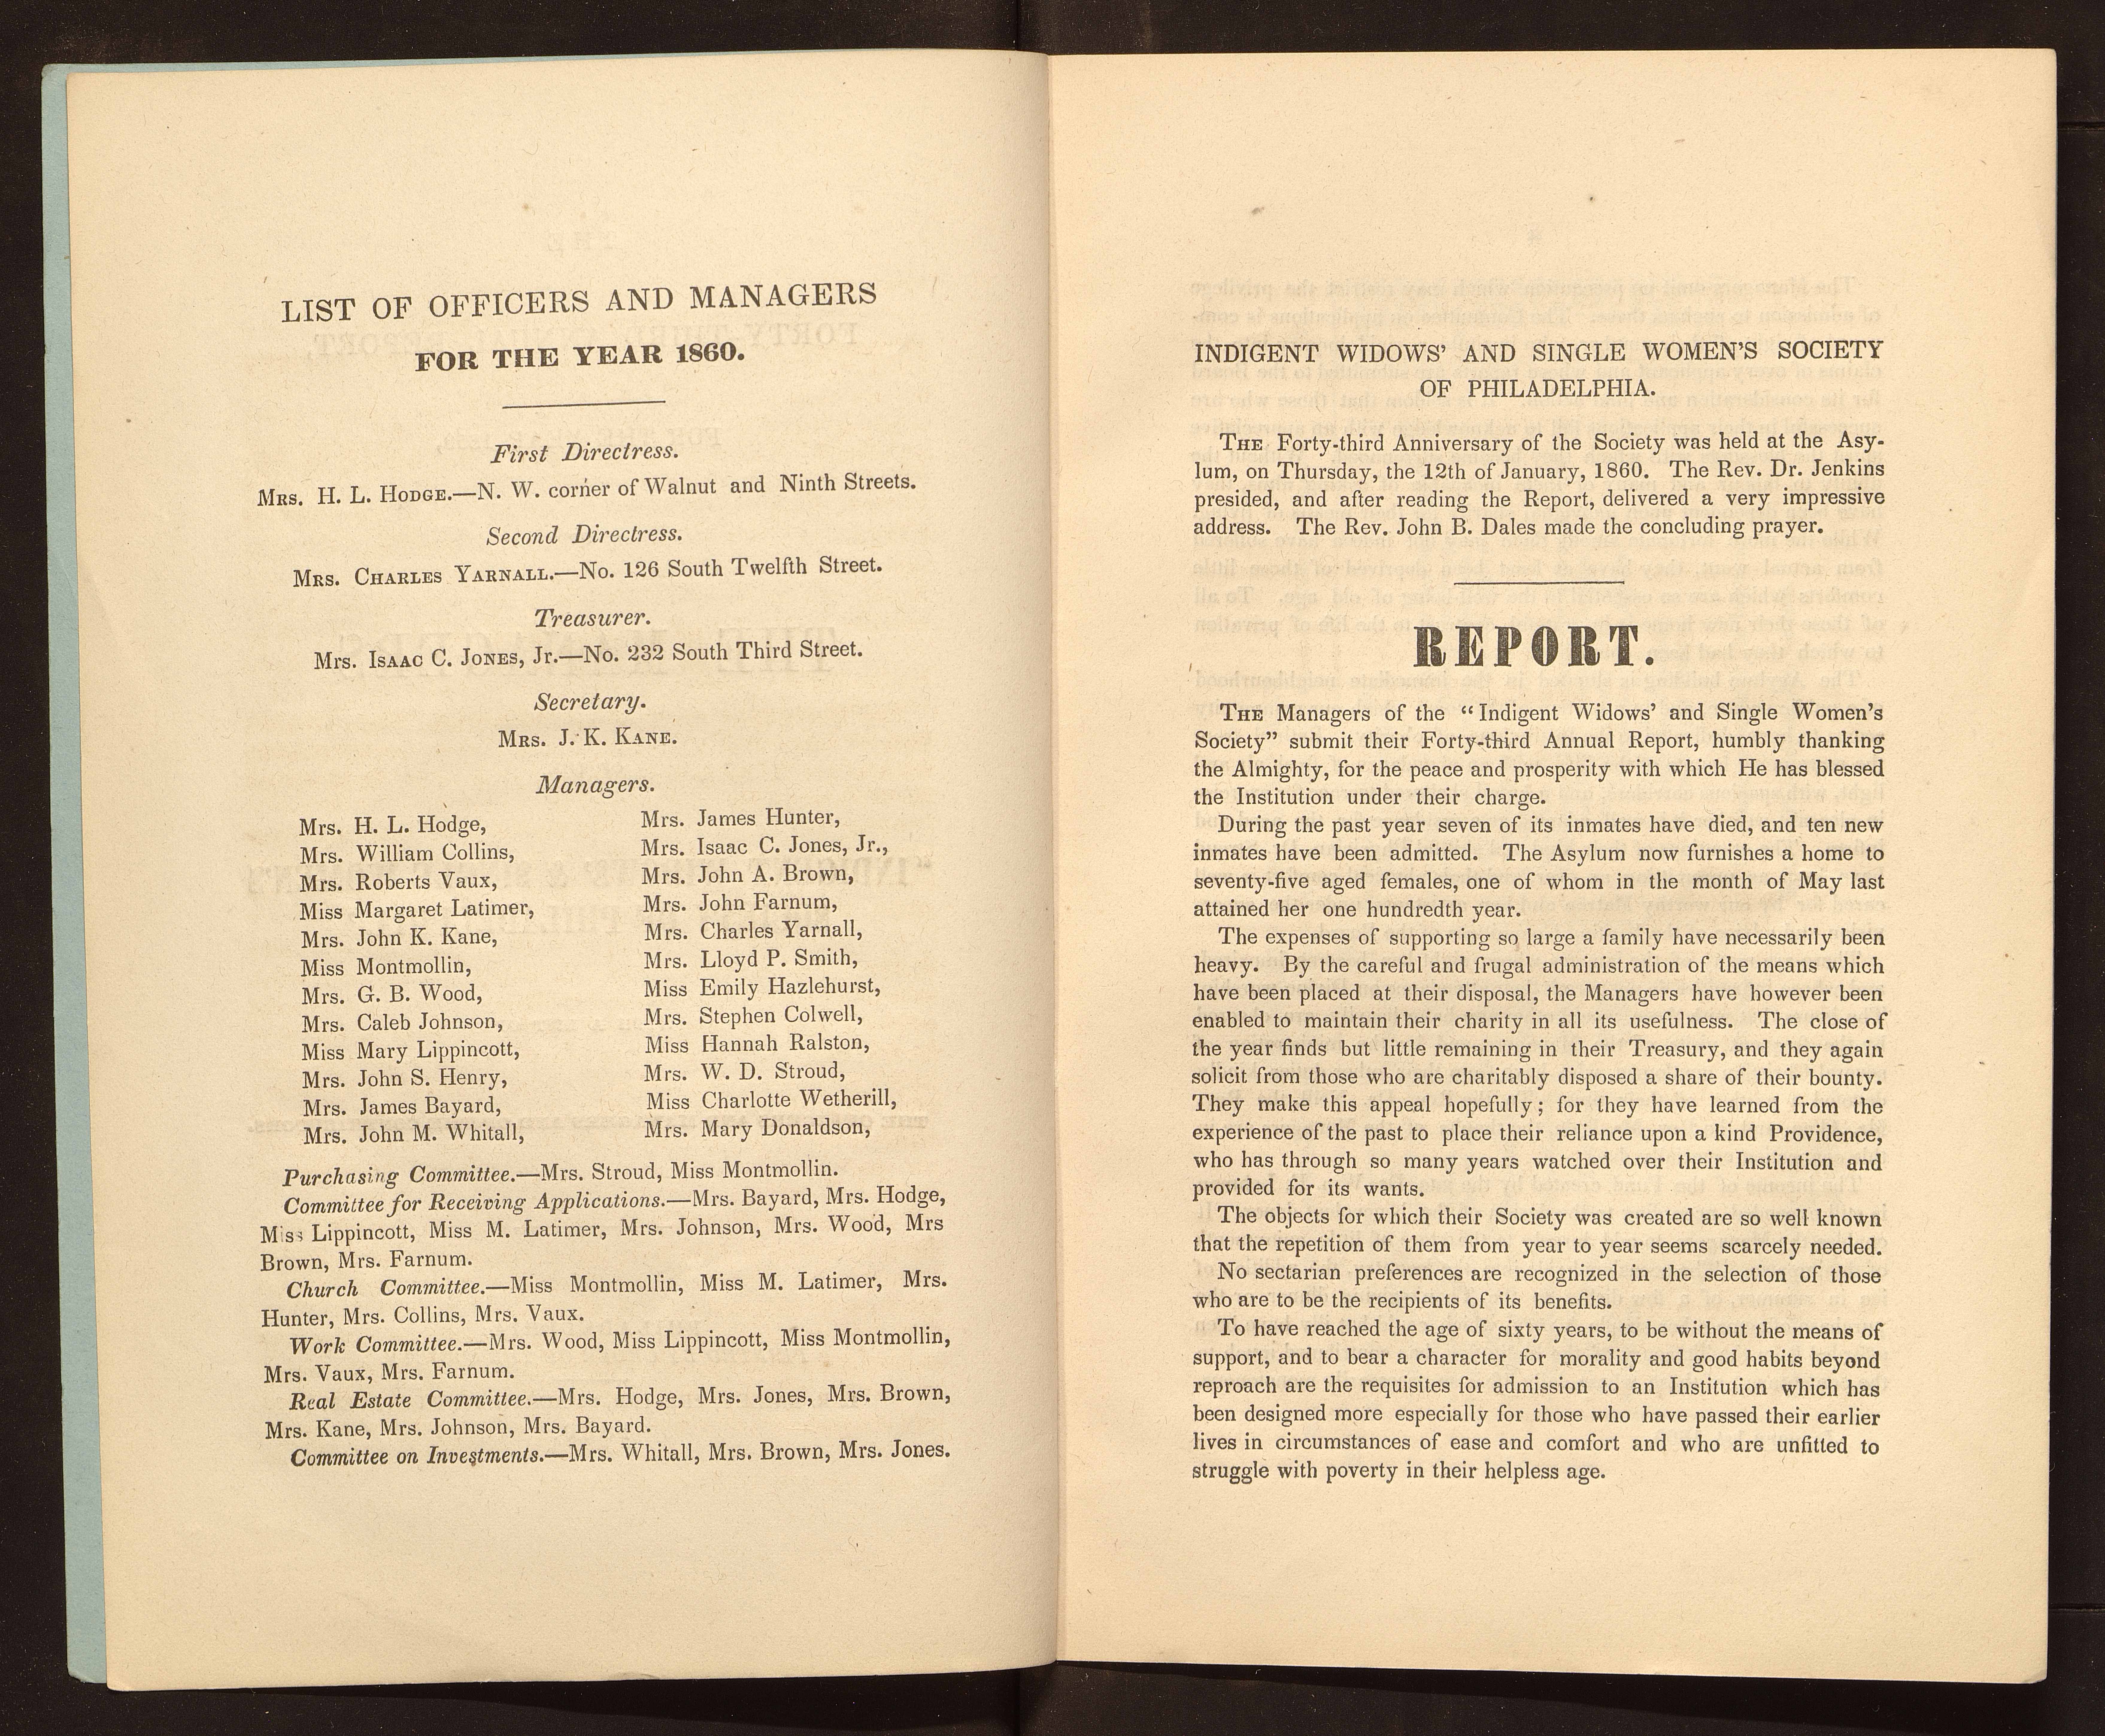 LIST OF OFFICERS AND MANAGERS
FOR THE YEAR 1860.
First Directress.
MRS. H. L. HODGE.—N. W. corner of Walnut and Ninth Streets.
Second Directress.
MRS. CHARLES YARNALL.—No. 126 South Twelfth Street.
Treasurer.
Mrs. ISAAC C. JONES, Jr.—No. 232 South Third Street.
Secretary.
MRS. J. K. KANE.
Managers.
Mrs. H. L. Hodge,
Mrs. William Collins,
Mrs. Roberts Vaux,
Miss Margaret Latimer,
Mrs. John K. Kane,
Miss Montmollin,
Mrs. G. B. Wood,
Mrs. Caleb Johnson,
Miss Mary Lippincott,
Mrs. John S. Henry,
Mrs. James Bayard,
Mrs. John M. Whitall,
Mrs. James Hunter,
Mrs. Isaac C. Jones, Jr.,
Mrs. John A. Brown,
Mrs. John Farnum,
Mrs. Charles Yarnall,
Mrs. Lloyd P. Smith,
Miss Emily Hazlehurst,
Mrs. Stephen Colwell,
Miss Hannah Ralston,
Mrs. W. D. Stroud,
Miss Charlotte Wetherill,
Mrs. Mary Donaldson,
Purchasing Committee.—Mrs. Stroud, Miss Montmollin.
Committee for Receiving Applications.—Mrs. Bayard, Mrs. Hodge,
Miss Lippincott, Miss M. Latimer, Mrs. Johnson, Mrs. Wood, Mrs
Brown, Mrs. Farnum.
Church Committee.—Miss Montmollin, Miss M. Latimer, Mrs.
Hunter, Mrs. Collins, Mrs. Vaux.
Work Committee.—Mrs. Wood, Miss Lippincott, Miss Montmollin,
Mrs. Vaux, Mrs. Farnum.
Real Estate Committee.—Mrs. Hodge, Mrs. Jones, Mrs. Brown,
Mrs. Kane, Mrs. Johnson, Mrs. Bayard.
Committee on Investments.—Mrs. Whitall, Mrs. Brown, Mrs. Jones.
INDIGENT WIDOWS' AND SINGLE WOMEN'S SOCIETY
OF PHILADELPHIA.
THE Forty-third Anniversary of the Society was held at the Asy-
lum, on Thursday, the 12th of January, 1860. The Rev. Dr. Jenkins
presided, and after reading the Report, delivered a very impressive
address. The Rev. John B. Dales made the concluding prayer.
REPORT.
THE Managers of the "Indigent Widows' and Single Women's
Society" submit their Forty-third Annual Report, humbly thanking
the Almighty, for the peace and prosperity with which He has blessed
the Institution under their charge.
During the past year seven of its inmates have died, and ten new
inmates have been admitted. The Asylum now furnishes a home to
seventy-five aged females, one of whom in the month of May last
attained her one hundredth year.
The expenses of supporting so large a family have necessarily been
heavy. By the careful and frugal administration of the means which
have been placed at their disposal, the Managers have however been
enabled to maintain their charity in all its usefulness. The close of
the year finds but little remaining in their Treasury, and they again
solicit from those who are charitably disposed a share of their bounty.
They make this appeal hopefully; for they have learned from the
experience of the past to place their reliance upon a kind Providence,
who has through so many years watched over their Institution and
provided for its wants.
The objects for which their Society was created are so well known
that the repetition of them from year to year seems scarcely needed.
No sectarian preferences are recognized in the selection of those
who are to be the recipients of its benefits.
To have reached the age of sixty years, to be without the means of
support, and to bear a character for morality and good habits beyond
reproach are the requisites for admission to an Institution which has
been designed more especially for those who have passed their earlier
lives in circumstances of ease and comfort and who are unfitted to
struggle with poverty in their helpless age.